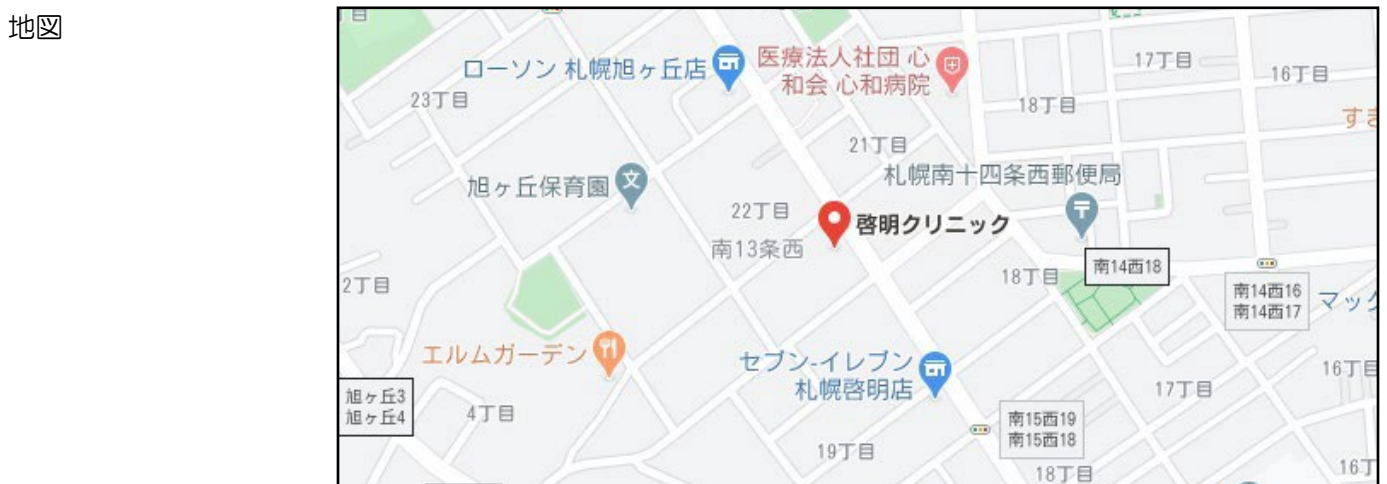 地図
目
ローソン 札幌旭ヶ丘店
医療法人社団 心
和会 心和病院
17丁目
16丁目
23丁目
18丁目
すき
21丁目
札幌南十四条西郵便局
旭ヶ丘保育園
22丁目
啓明クリニック
南13条西
2丁目
18丁目
南14西18
南14西16
南14西17
マック
エルムガーデン
セブン-イレブン
札幌啓明店
16丁目
17丁目
旭ヶ丘3
旭ヶ丘4
4丁目
南15西19
南15西18
19丁目
18丁目
16丁